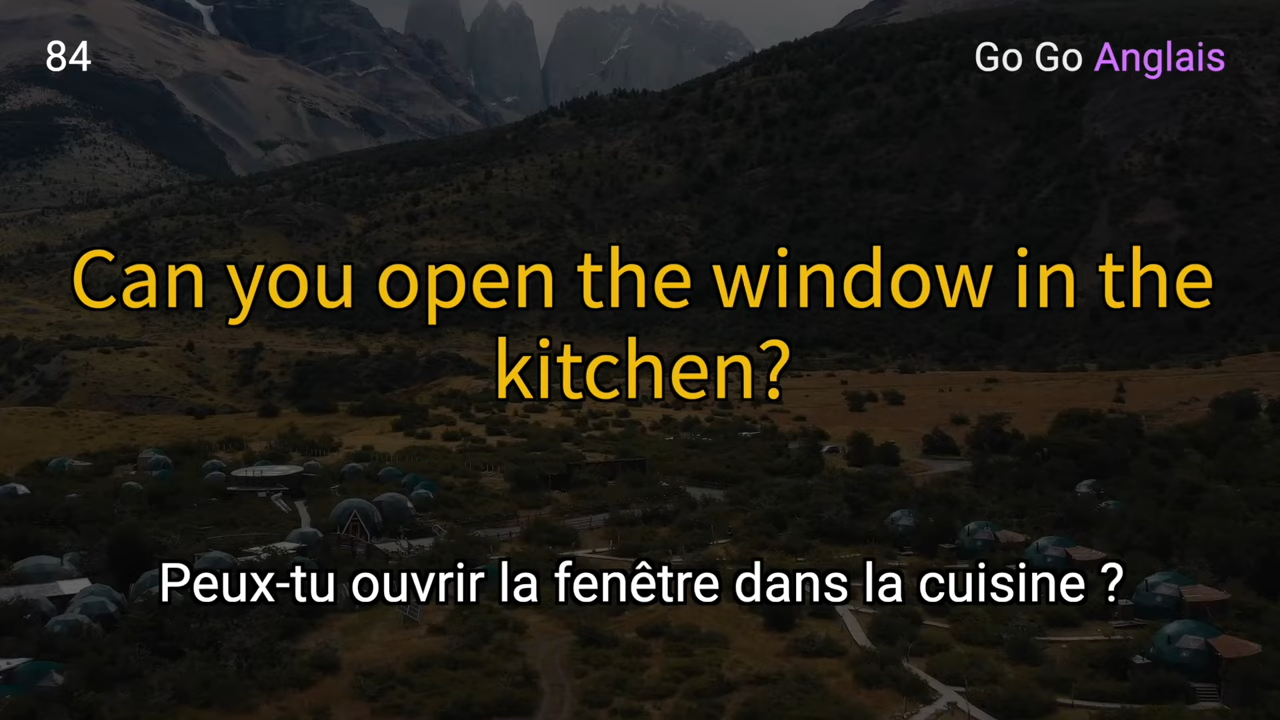 84
Go Go Anglais
Can you open the window in the
kitchen?
Peux-tu ouvrir la fenêtre dans la cuisine ?